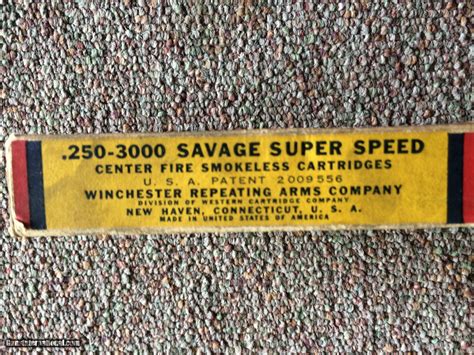 .250-3000 SAVAGE SUPER SPEED
CENTER FIRE SMOKELESS CARTRIDGES
U. S. A. PATENT 2009556
WINCHESTER REPEATING ARMS COMPANY
DIVISION OF WESTERN CARTRIDGE COMPANY
NEW HAVEN, CONNECTICUT, U. S. A.
MADE IN UNITED STATES OF AMERICA